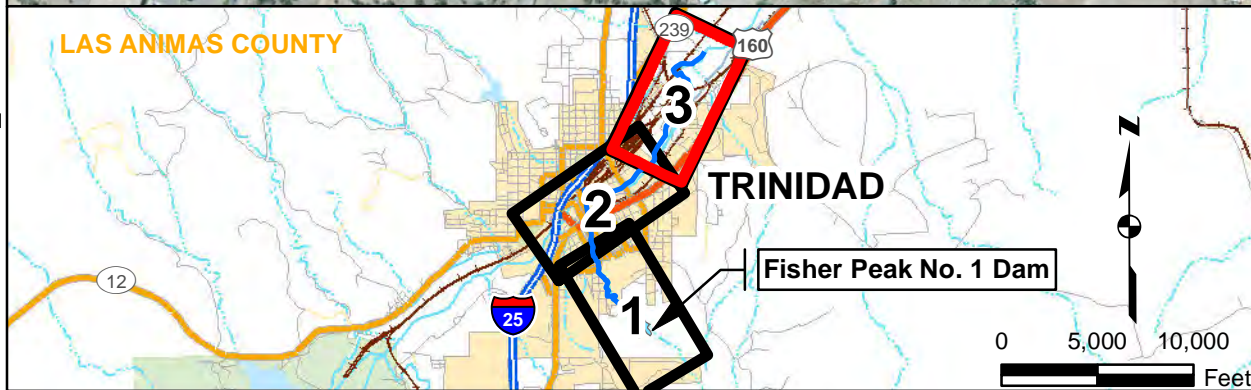 LAS ANIMAS COUNTY
239
160
3
TRINIDAD
2
N
Fisher Peak No. 1 Dam
12
1
25
0 5,000 10,000
Feet